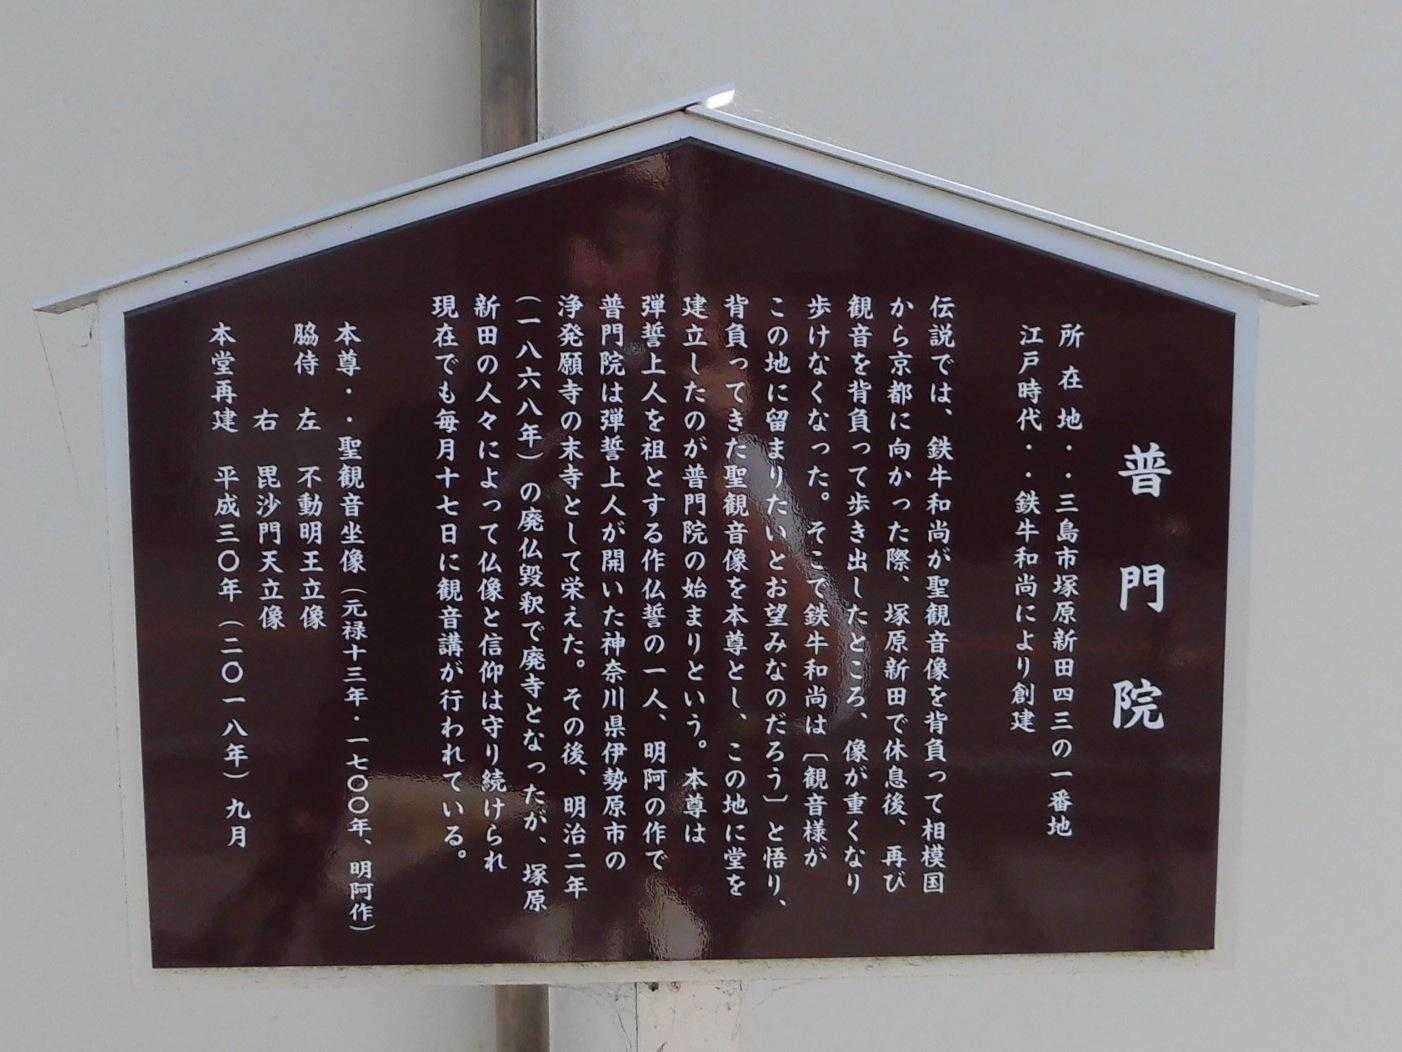 普門院
所在地・・三島市塚原新田四三の一番地
江戸時代・・鉄牛和尚により創建
伝説では、鉄牛和尚が聖観音像を背負って相模国
から京都に向かった際、塚原新田で休息後、再び
観音を背負って歩き出したところ、像が重くなり
歩けなくなった。そこで鉄牛和尚は〔観音様が
この地に留まりたいとお望みなのだろう〕と悟り、
背負ってきた聖観音像を本尊とし、この地に堂を
建立したのが普門院の始まりという。本尊は
弾誓上人を祖とする作仏誓の一人、明阿の作で
普門院は弾誓上人が開いた神奈川県伊勢原市の
浄発願寺の末寺として栄えた。その後、明治二年
(一八六八年)の廃仏毀釈で廃寺となったが、塚原
新田の人々によって仏像と信仰は守り続けられ
現在でも毎月十七日に観音講が行われている。
本尊・・聖観音坐像(元禄十三年・一七〇〇年、明阿作)
脇侍 左 不動明王立像
右 毘沙門天立像
本堂再建 平成三〇年(二〇一八年)九月